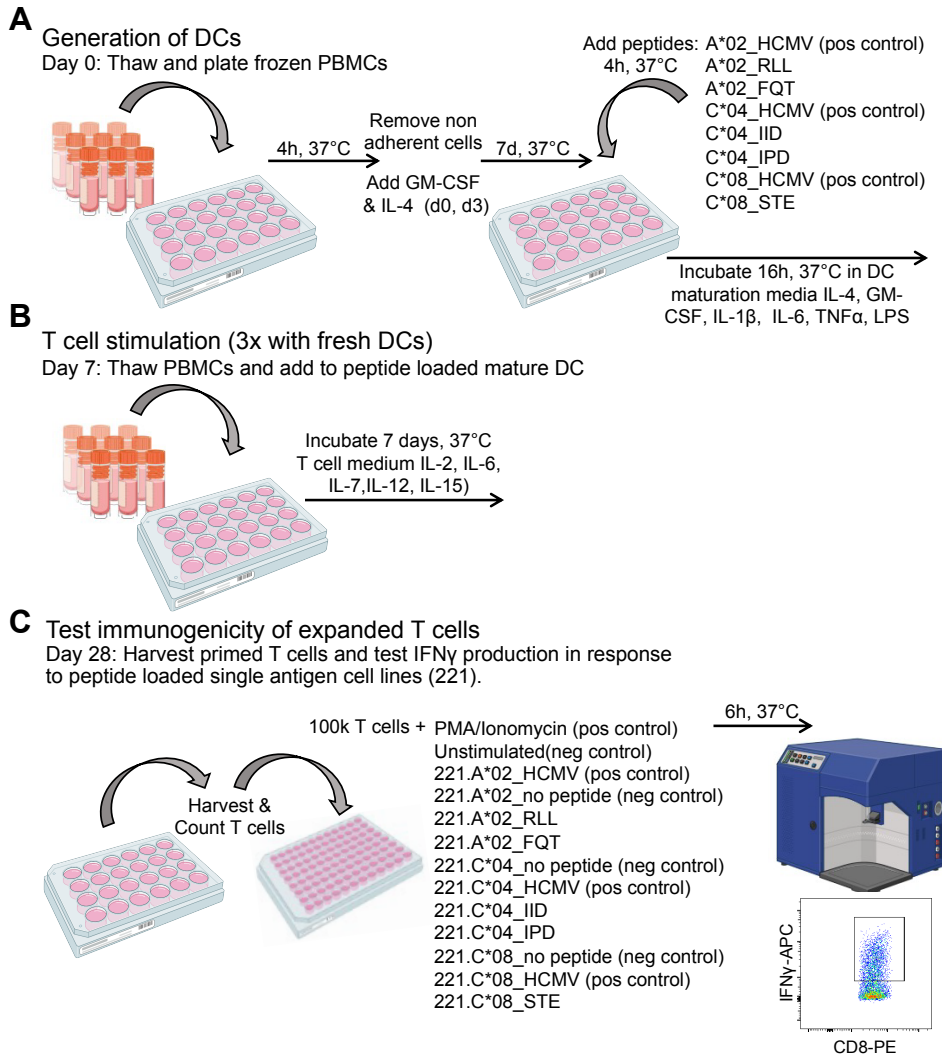 A
Generation of DCs
Day 0: Thaw and plate frozen PBMCs
4h, 37°C
Remove non
adherent cells
Add GM-CSF
& IL-4 (d0, d3)
7d, 37°C
Add peptides:
4h, 37°C
A*02_HCMV (pos control)
A*02_RLL
A*02_FQT
C*04_HCMV (pos control)
C*04_IID
C*04_IPD
C*08_HCMV (pos control)
C*08_STE
Incubate 16h, 37°C in DC
maturation media IL-4, GM-
CSF, IL-1β, IL-6, TNFα, LPS
B
T cell stimulation (3x with fresh DCs)
Day 7: Thaw PBMCs and add to peptide loaded mature DC
Incubate 7 days, 37°C
T cell medium IL-2, IL-6,
IL-7,IL-12, IL-15)
C
Test immunogenicity of expanded T cells
Day 28: Harvest primed T cells and test IFNγ production in response
to peptide loaded single antigen cell lines (221).
Harvest &
Count T cells
100k T cells +
PMA/Ionomycin (pos control)
Unstimulated(neg control)
221.A*02_HCMV (pos control)
221.A*02_no peptide (neg control)
221.A*02_RLL
221.A*02_FQT
221.C*04_no peptide (neg control)
221.C*04_HCMV (pos control)
221.C*04_IID
221.C*04_IPD
221.C*08_no peptide (neg control)
221.C*08_HCMV (pos control)
221.C*08_STE
6h, 37°C
IFNγ-APC
CD8-PE